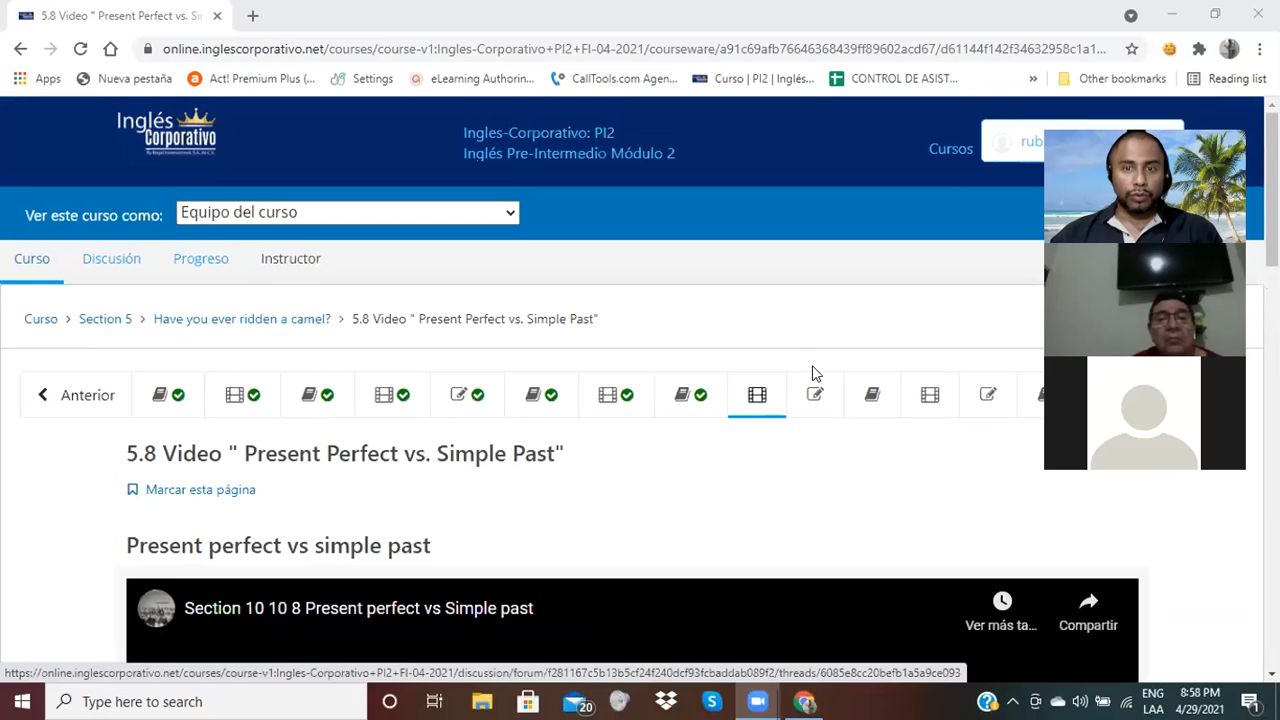 5.8 Video " Present Perfect vs. Si
online.inglescorporativo.net/courses/course-v1:Ingles-Corporativo+PI2+FI-04-2021/courseware/a91c69afb76646368439ff89602acd67/d61144f142f34632958c1a1...
Apps Nueva pestaña Act! Premium Plus (... Settings eLearning Authorin... CallTools.com Agen... Curso | PI2 | Inglés... CONTROL DE ASIST... » Other bookmarks Reading list
Inglés
Corporativo
Ingles-Corporativo: PI2
Inglés Pre-Intermedio Módulo 2
Cursos
rub
Ver este curso como: Equipo del curso
Curso Discusión Progreso Instructor
Curso > Section 5 > Have you ever ridden a camel? > 5.8 Video " Present Perfect vs. Simple Past"
Anterior
5.8 Video " Present Perfect vs. Simple Past"
Marcar esta página
Present perfect vs simple past
Section 10 10 8 Present perfect vs Simple past
Ver más ta... Compartir
https://online.inglescorporativo.net/courses/course-v1:Ingles-Corporativo+PI2+FI-04-2021/discussion/forum/f281167c5b13b5cf24f240dcf93fcbaddab089f2/threads/6085e8cc20befb1a5a9ce093
Type here to search
20
ENG
LAA
8:58 PM
4/29/2021
1